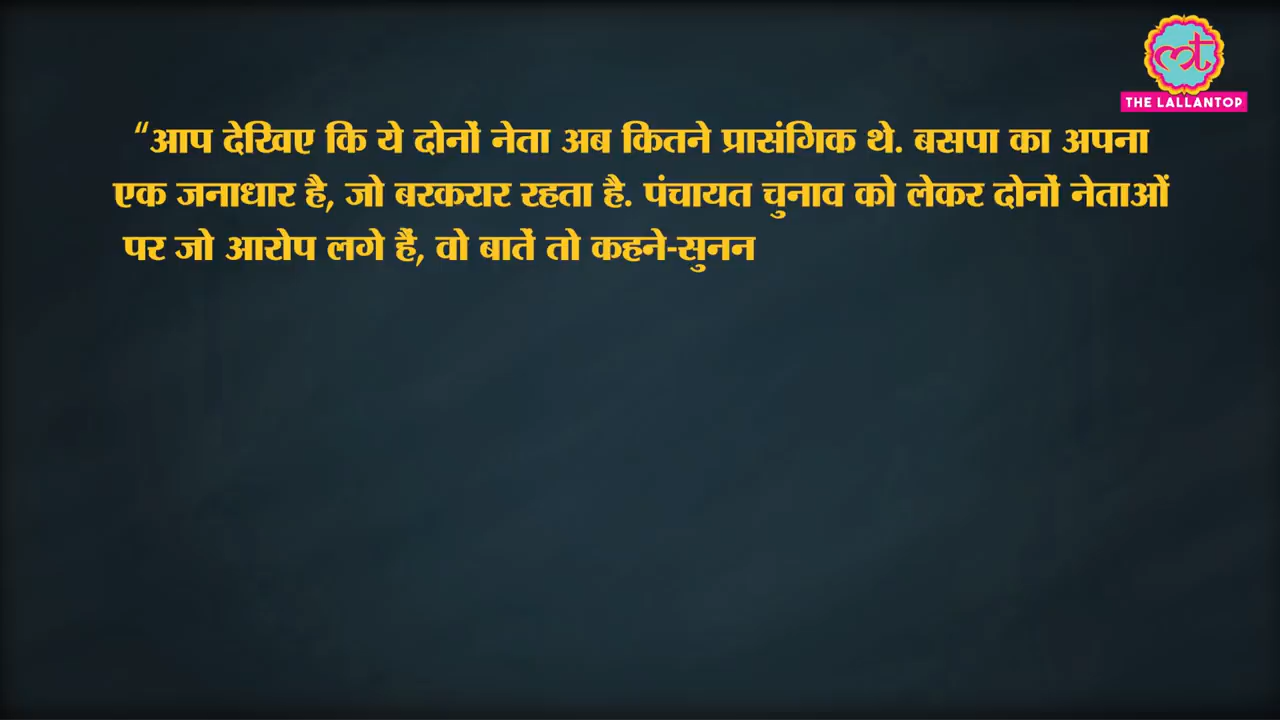 THE LALLANTOP
“आप देखिए कि ये दोनों नेता अब कितने प्रासंगिक थे. बसपा का अपना
एक जनाधार है, जो बरकरार रहता है. पंचायत चुनाव को लेकर दोनों नेताओं
पर जो आरोप लगे हैं, वो बातें तो कहने-सुनन